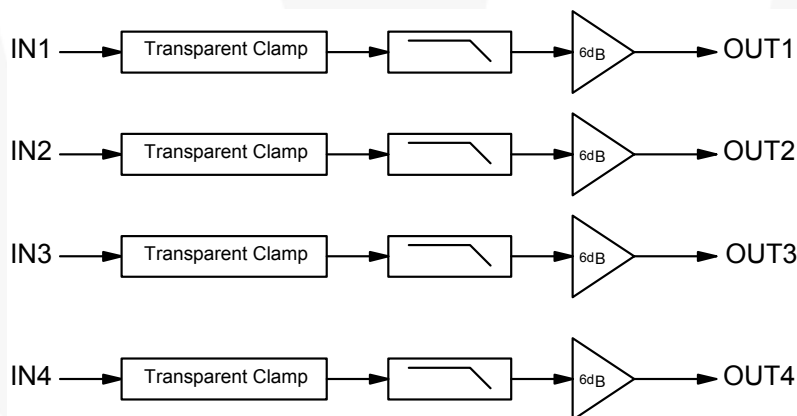 IN1 Transparent Clamp 6dB OUT1
IN2 Transparent Clamp 6dB OUT2
IN3 Transparent Clamp 6dB OUT3
IN4 Transparent Clamp 6dB OUT4